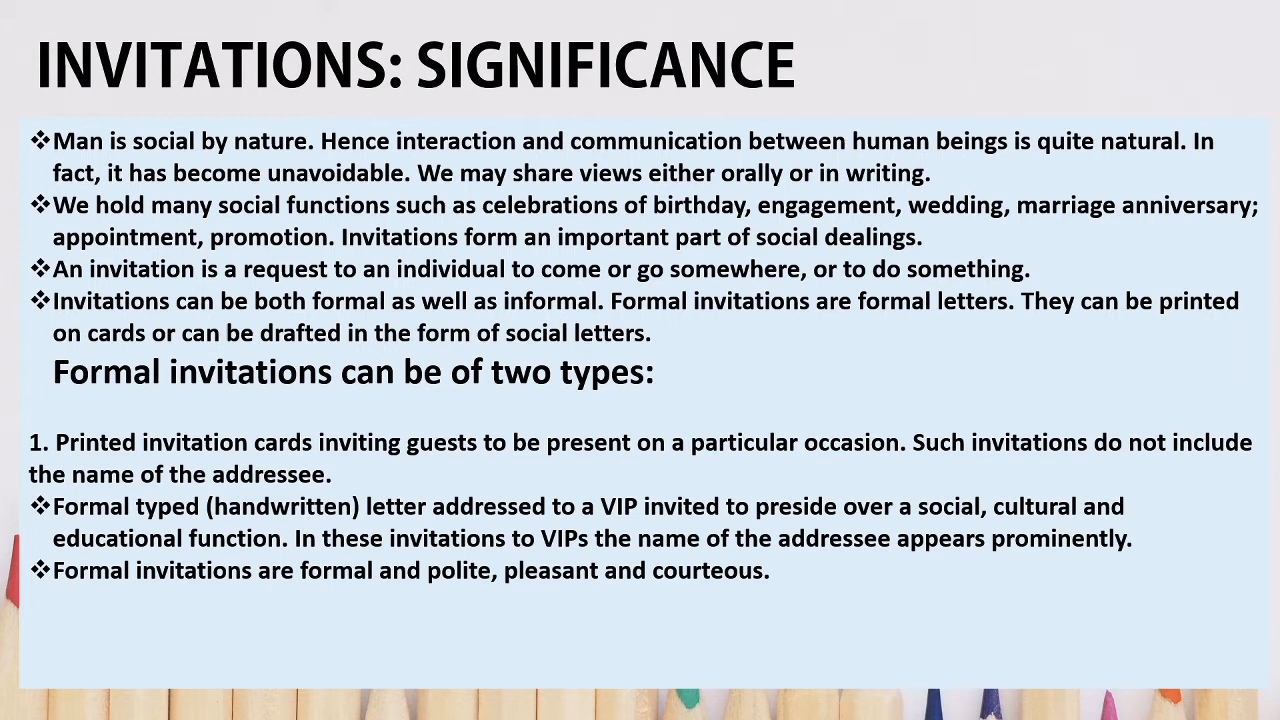 INVITATIONS: SIGNIFICANCE
❖Man is social by nature. Hence interaction and communication between human beings is quite natural. In
fact, it has become unavoidable. We may share views either orally or in writing.
❖We hold many social functions such as celebrations of birthday, engagement, wedding, marriage anniversary;
appointment, promotion. Invitations form an important part of social dealings.
❖An invitation is a request to an individual to come or go somewhere, or to do something.
❖Invitations can be both formal as well as informal. Formal invitations are formal letters. They can be printed
on cards or can be drafted in the form of social letters.
Formal invitations can be of two types:
1. Printed invitation cards inviting guests to be present on a particular occasion. Such invitations do not include
the name of the addressee.
❖Formal typed (handwritten) letter addressed to a VIP invited to preside over a social, cultural and
educational function. In these invitations to VIPs the name of the addressee appears prominently.
❖Formal invitations are formal and polite, pleasant and courteous.